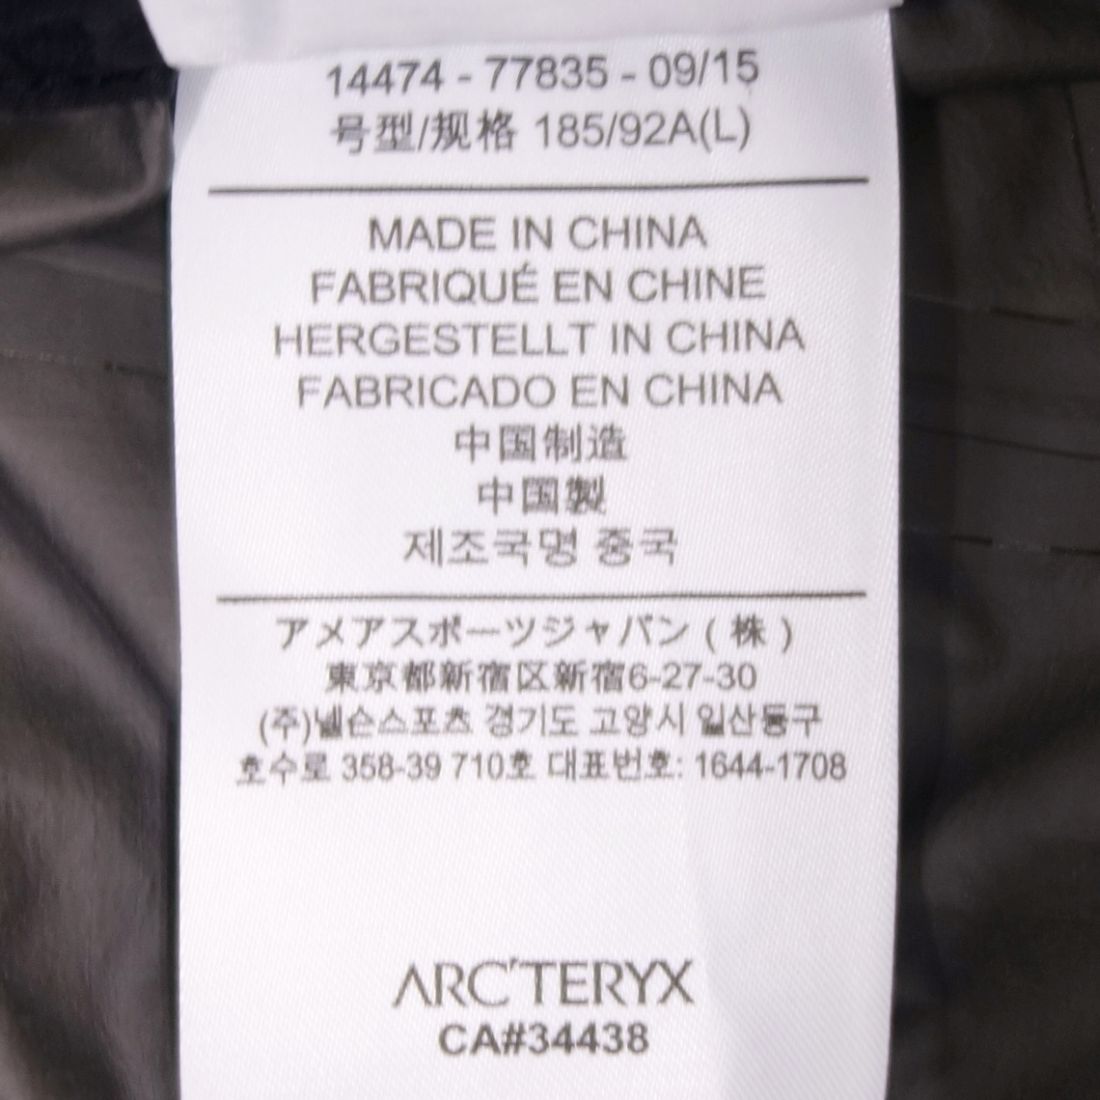 14474 - 77835 - 09/15
号型/规格 185/92A(L)
MADE IN CHINA
FABRIQUÉ EN CHINE
HERGESTELLT IN CHINA
FABRICADO EN CHINA
中国制造
中国製
제조국명 중국
アメアスポーツジャパン ( 株 )
東京都新宿区新宿6-27-30
(주)넬슨스포츠 경기도 고양시 일산동구
호수로 358-39 710호 대표번호: 1644-1708
ARC'TERYX
CA#34438